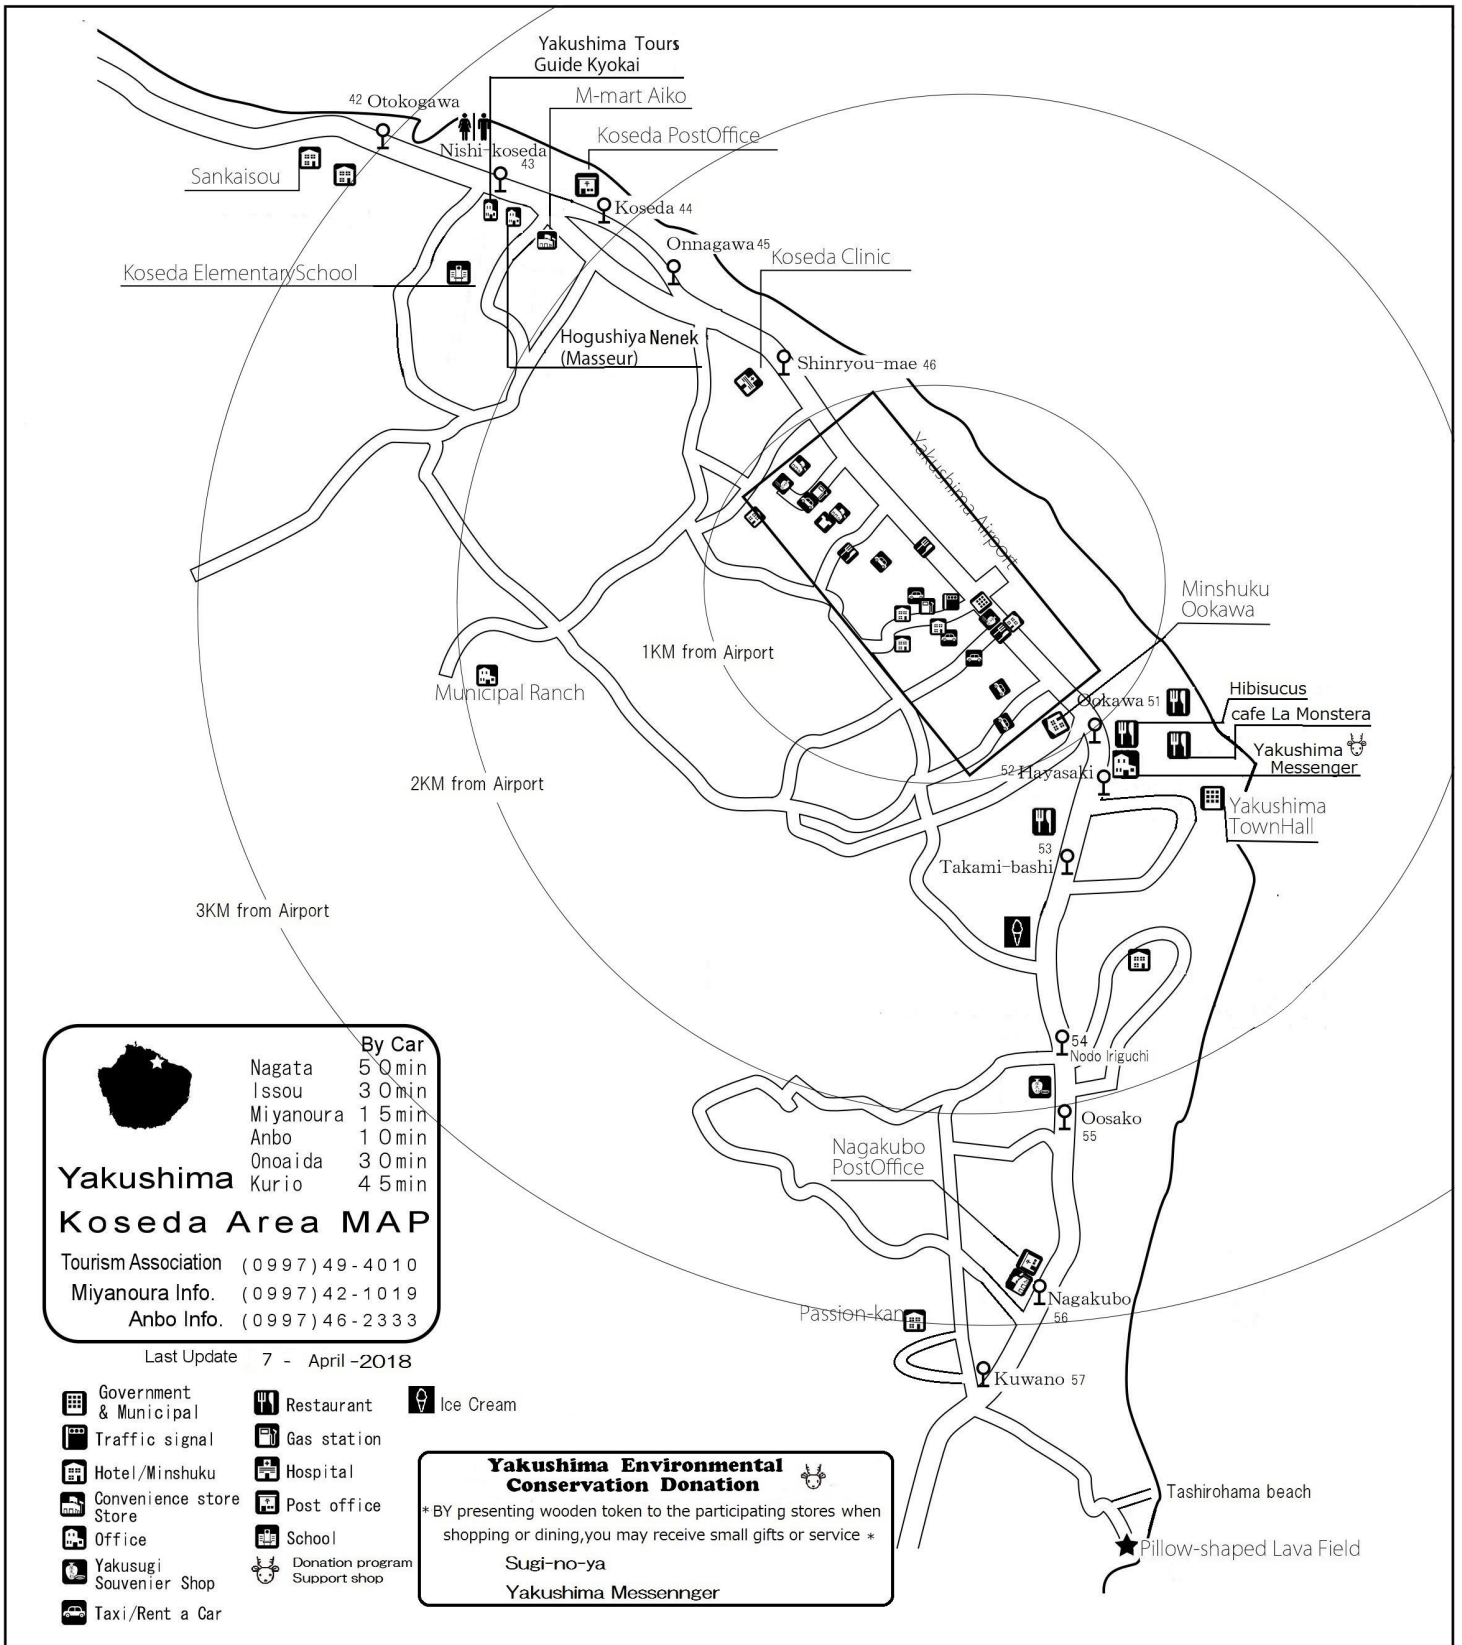 Yakushima Tours
Guide Kyokai
42 Otokogawa
M-mart Aiko
Nishi-koseda
43
Koseda PostOffice
Sankaisou
Koseda 44
Onnagawa 45
Koseda Clinic
Koseda Elementary School
Hogushiya Nenek
(Masseur)
Shinryou-mae 46
Yakushima Airport
Minshuku
Ookawa
1KM from Airport
Municipal Ranch
Ookawa 51
Hibisucus
cafe La Monstera
Yakushima
Messenger
52 Hayasaki
2KM from Airport
Yakushima
TownHall
53
Takami-bashi
3KM from Airport
54
Nodo Iriguchi
Oosako
55
Nagakubo
PostOffice
Nagakubo
56
Passion-kan
Kuwano 57
Tashirohama beach
Pillow-shaped Lava Field
By Car
Nagata 50min
Issou 30min
Miyanoura 15min
Anbo 10min
Onoaida 30min
Kurio 45min
Yakushima
Koseda Area MAP
Tourism Association (0997)49-4010
Miyanoura Info. (0997)42-1019
Anbo Info. (0997)46-2333
Last Update 7 - April -2018
Government
& Municipal
Traffic signal
Hotel/Minshuku
Convenience store
Store
Office
Yakusugi
Souvenier Shop
Taxi/Rent a Car
Restaurant
Gas station
Hospital
Post office
School
Donation program
Support shop
Ice Cream
Yakushima Environmental
Conservation Donation
* BY presenting wooden token to the participating stores when
shopping or dining,you may receive small gifts or service *
Sugi-no-ya
Yakushima Messennger